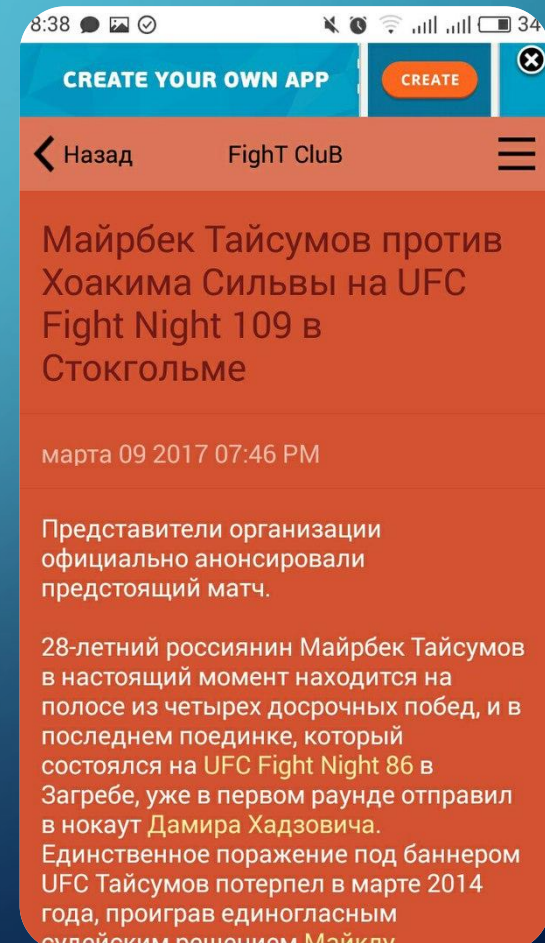 8:38 34
CREATE YOUR OWN APP CREATE
Назад FighT CluB
Майрбек Тайсумов против
Хоакима Сильвы на UFC
Fight Night 109 в
Стокгольме
марта 09 2017 07:46 PM
Представители организации
официально анонсировали
предстоящий матч.
28-летний россиянин Майрбек Тайсумов
в настоящий момент находится на
полосе из четырех досрочных побед, и в
последнем поединке, который
состоялся на UFC Fight Night 86 в
Загребе, уже в первом раунде отправил
в нокаут Дамира Хадзовича.
Единственное поражение под баннером
UFC Тайсумов потерпел в марте 2014
года, проиграв единогласным
судейским решением Майклу